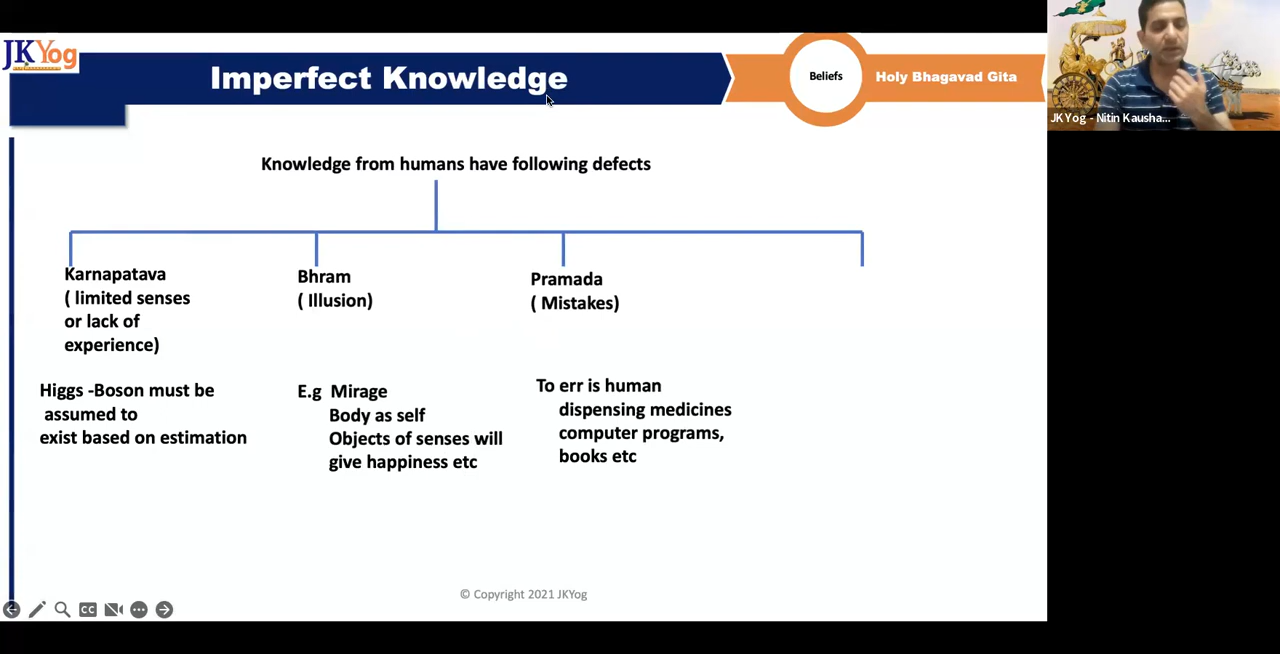 JKYog
Imperfect Knowledge
Beliefs
Holy Bhagavad Gita
JKYog - Nitin Kausha...
Knowledge from humans have following defects
Karnapatava
( limited senses
or lack of
experience)
Bhram
( Illusion)
Pramada
( Mistakes)
Higgs -Boson must be
assumed to
exist based on estimation
E.g Mirage
Body as self
Objects of senses will
give happiness etc
To err is human
dispensing medicines
computer programs,
books etc
© Copyright 2021 JKYog
CC